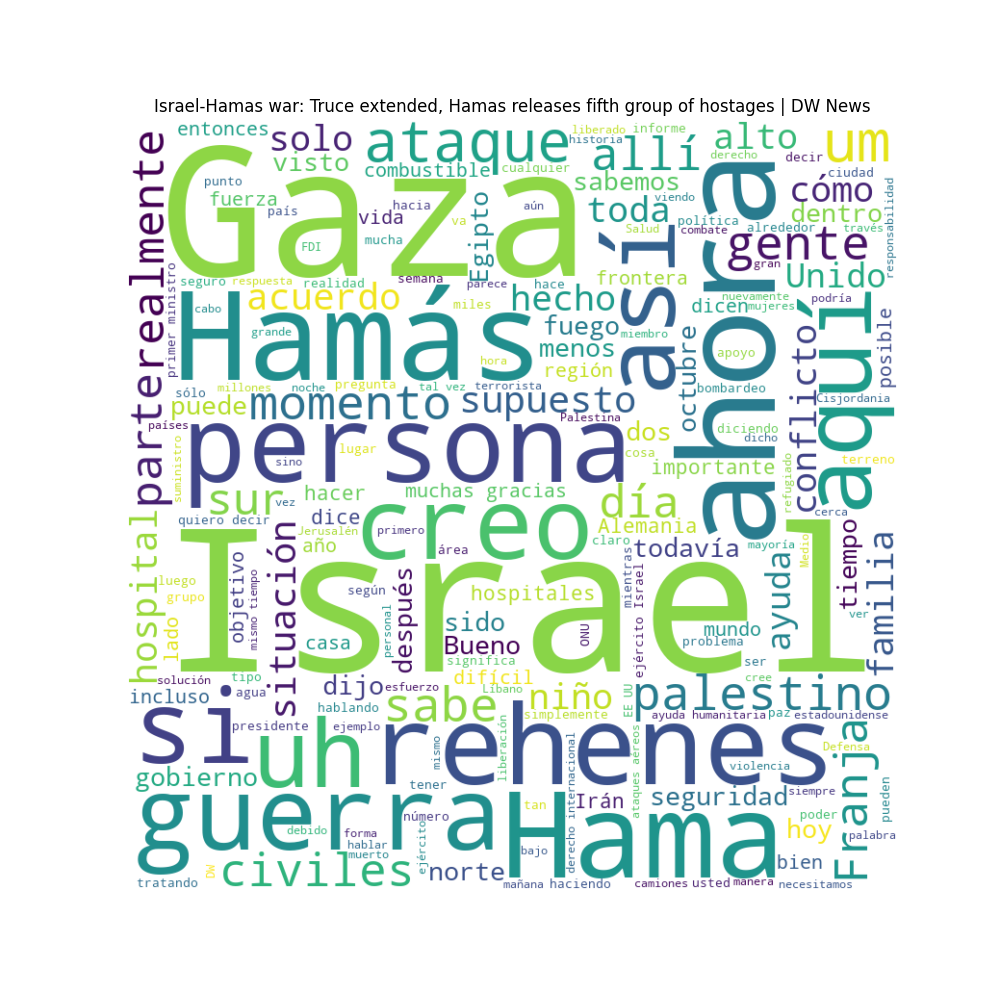 Israel-Hamas war: Truce extended, Hamas releases fifth group of hostages | DW News
entonces
solo
ataque
liberado
informe
historia
allí
alto
derecho
decir
um
ciudad
visto
combustible
cualquier
sabemos
viendo
cómo
punto
fuerza
país
hacia
vida
mucha
FDI
va
aún
Egipto
toda
Salud
política
combate
alrededor
dentro
través
responsabilidad
Gaza
realmente
parte
primer ministro
seguro
respuesta
realidad
semana
parece
hace
miles
frontera
gente
gran
Unido
cabo
acuerdo
grande
hora
hecho
fuego
menos
región
miembro
así
ahora
dicen
nuevamente
mujeres
podría
apoyo
octubre
conflictó
aquí
posible
Hamás
sólo
millones
noche
pregunta
tal vez
terrorista
bombardeo
Cisjordania
puede
momento
supuesto
Palestina
países
persona
dos
cosa
diciendo
dicho
suministro
sino
lugar
importante
refugiado
terreno
sur
vez
hacer
muchas gracias
día
cerca
quiero decir
dice
Jerusalén
primero
creo
Alemania
claro
año
área
todavía
mayoría
Medio
tiempo
familia
hospital
situación
objetivo
mismo tiempo
luego
grupo
lado
según
personal
después
hospitales
mientras
ejército Israel
ONU
ayuda
ver
Israel
casa
sido
mundo
Bueno
problema
significa
ser
solución
tipo
difícil
cree
incluso
agua
dijo
esfuerzo
Líbano
niño
EE UU
palestino
hablando
sabe
simplemente
ayuda humanitaria
paz
estadounidense
si
presidente
ejemplo
uh
mismo
rehenes
liberación
derecho internacional
ataques aéreos
violencia
Defensa
Franja
gobierno
tener
Irán
seguridad
siempre
pueden
guerra
debido
forma
número
hablar
muerto
ejército
tan
Hama
poder
hoy
palabra
bajo
civiles
norte
bien
tratando
DW
mañana
haciendo
camiones
usted
manera
necesitamos